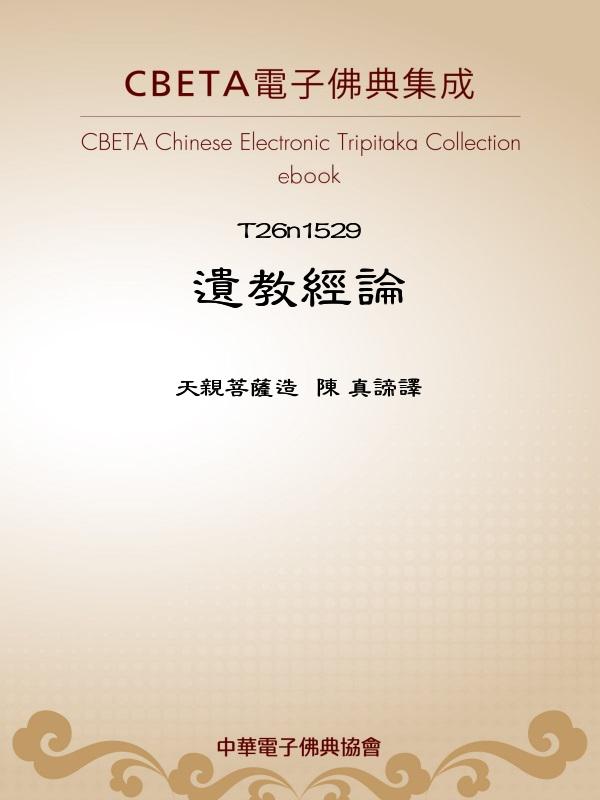 CBETA電子佛典集成
CBETA Chinese Electronic Tripitaka Collection
ebook
T26n1529
遺教經論
天親菩薩造 陳 真諦譯
中華電子佛典協會